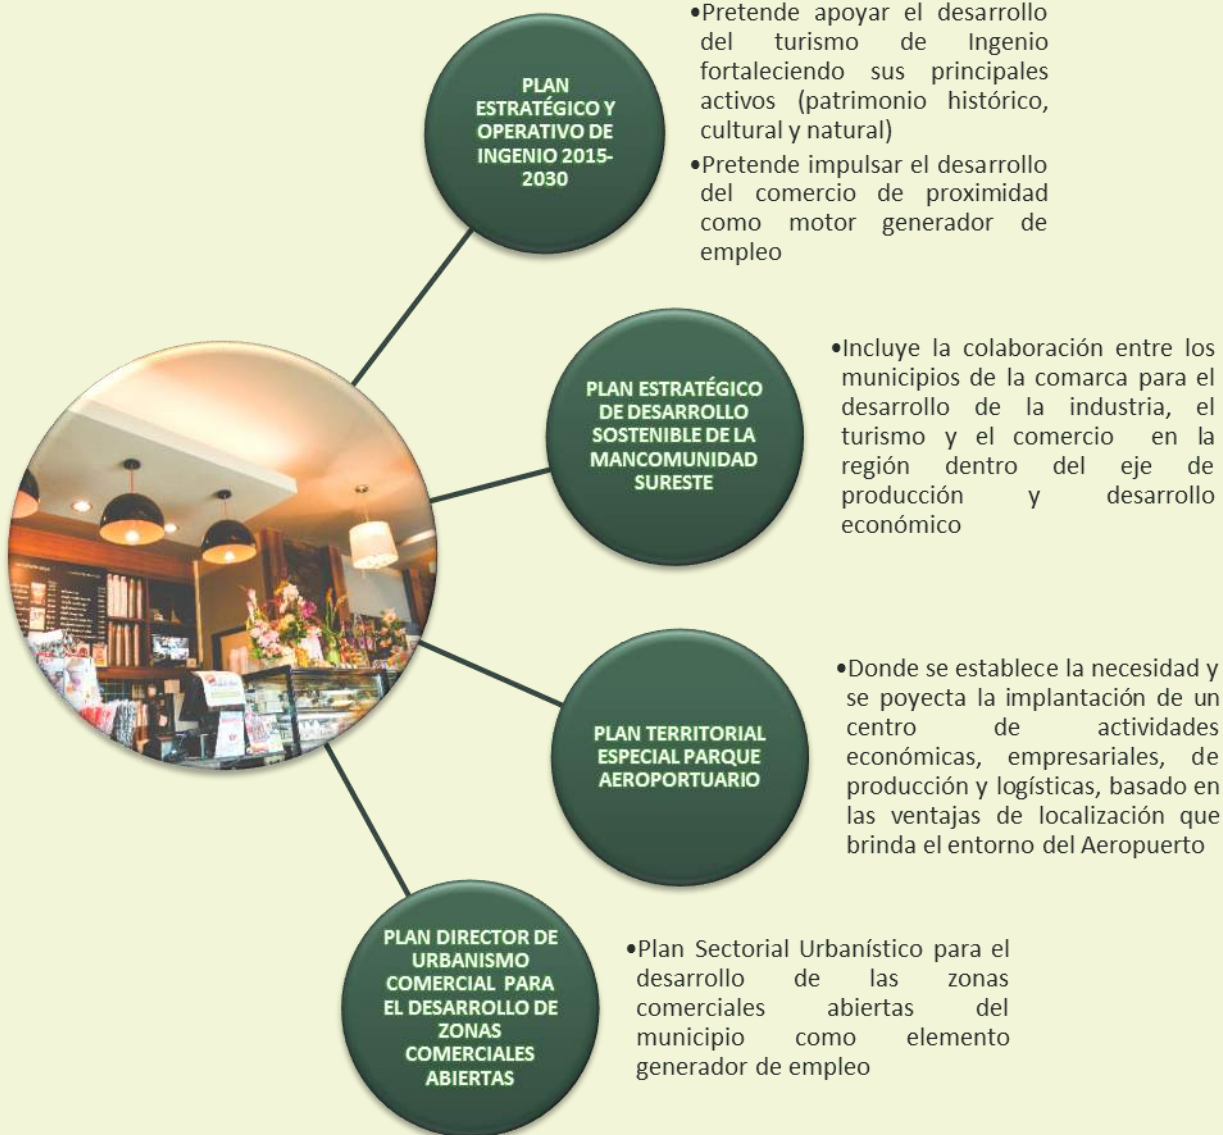 PLAN
ESTRATÉGICO Y
OPERATIVO DE
INGENIO 2015-
2030
•Pretende apoyar el desarrollo
del turismo de Ingenio
fortaleciendo sus principales
activos (patrimonio histórico,
cultural y natural)
•Pretende impulsar el desarrollo
del comercio de proximidad
como motor generador de
empleo
PLAN ESTRATÉGICO
DE DESARROLLO
SOSTENIBLE DE LA
MANCOMUNIDAD
SURESTE
•Incluye la colaboración entre los
municipios de la comarca para el
desarrollo de la industria, el
turismo y el comercio en la
región dentro del eje de
producción y desarrollo
económico
PLAN TERRITORIAL
ESPECIAL PARQUE
AEROPORTUARIO
•Donde se establece la necesidad y
se poyecta la implantación de un
centro de actividades
económicas, empresariales, de
producción y logísticas, basado en
las ventajas de localización que
brinda el entorno del Aeropuerto
PLAN DIRECTOR DE
URBANISMO
COMERCIAL PARA
EL DESARROLLO DE
ZONAS
COMERCIALES
ABIERTAS
•Plan Sectorial Urbanístico para el
desarrollo de las zonas
comerciales abiertas del
municipio como elemento
generador de empleo